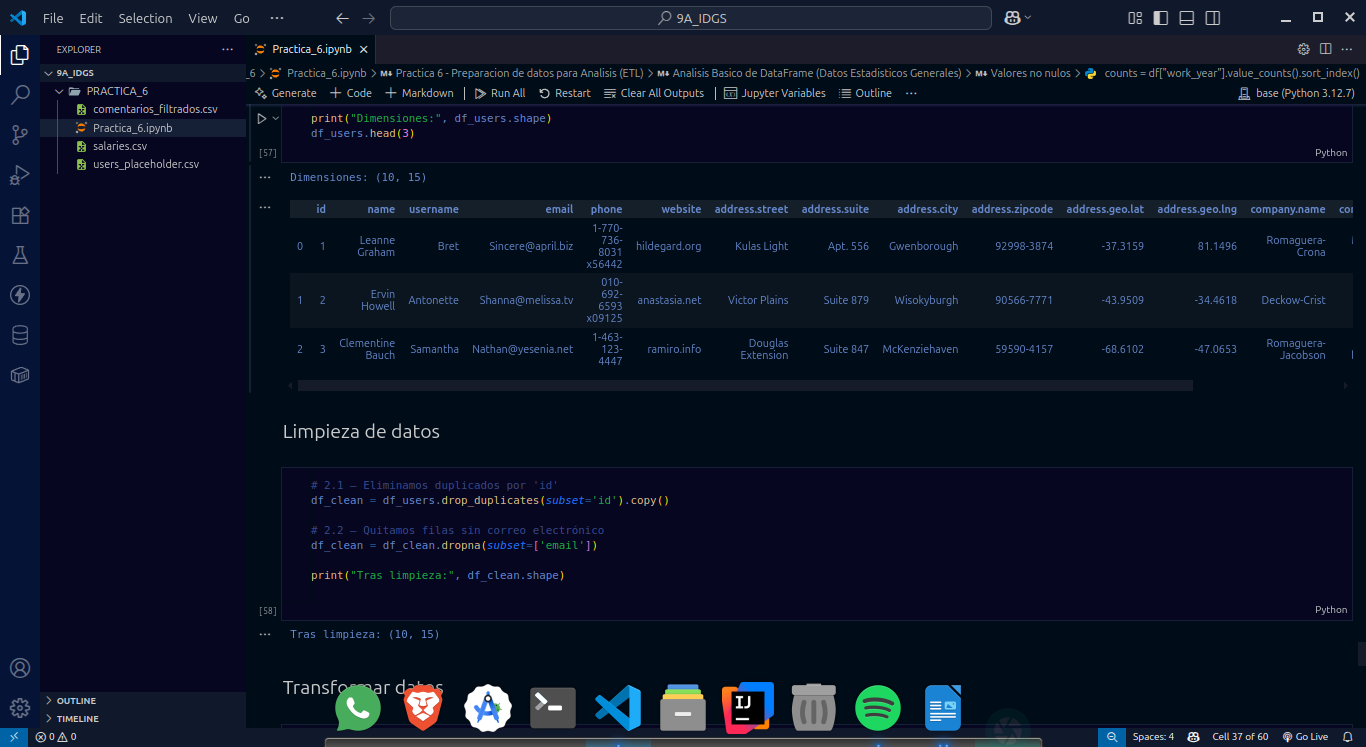 File Edit Selection View Go ··· 9A_IDGS
EXPLORER ···
9A_IDGS
PRACTICA_6
comentarios_filtrados.csv
Practica_6.ipynb
salaries.csv
users_placeholder.csv
OUTLINE
TIMELINE
Practica_6.ipynb
_6 > Practica_6.ipynb > Practica 6 - Preparacion de datos para Analisis (ETL) > Analisis Basico de DataFrame (Datos Estadisticos Generales) > Valores no nulos > counts = df["work_year"].value_counts().sort_index()
Generate + Code + Markdown | Run All Restart Clear All Outputs | Jupyter Variables Outline ··· base (Python 3.12.7)
print("Dimensiones:", df_users.shape)
df_users.head(3)
[57] Python
Dimensiones: (10, 15)
id name username email phone website address.street address.suite address.city address.zipcode address.geo.lat address.geo.lng company.name
0 1 Leanne Graham Bret Sincere@april.biz 1-770-736-8031 x56442 hildegard.org Kulas Light Apt. 556 Gwenborough 92998-3874 -37.3159 81.1496 Romaguera-Crona
1 2 Ervin Howell Antonette Shanna@melissa.tv 010-692-6593 x09125 anastasia.net Victor Plains Suite 879 Wisokyburgh 90566-7771 -43.9509 -34.4618 Deckow-Crist
2 3 Clementine Bauch Samantha Nathan@yesenia.net 1-463-123-4447 ramiro.info Douglas Extension Suite 847 McKenziehaven 59590-4157 -68.6102 -47.0653 Romaguera-Jacobson
Limpieza de datos
# 2.1 – Eliminamos duplicados por 'id'
df_clean = df_users.drop_duplicates(subset='id').copy()
# 2.2 – Quitamos filas sin correo electrónico
df_clean = df_clean.dropna(subset=['email'])
print("Tras limpieza:", df_clean.shape)
[58] Python
Tras limpieza: (10, 15)
Transformar datos
IJ
0 0 Spaces: 4 Cell 37 of 60 Go Live